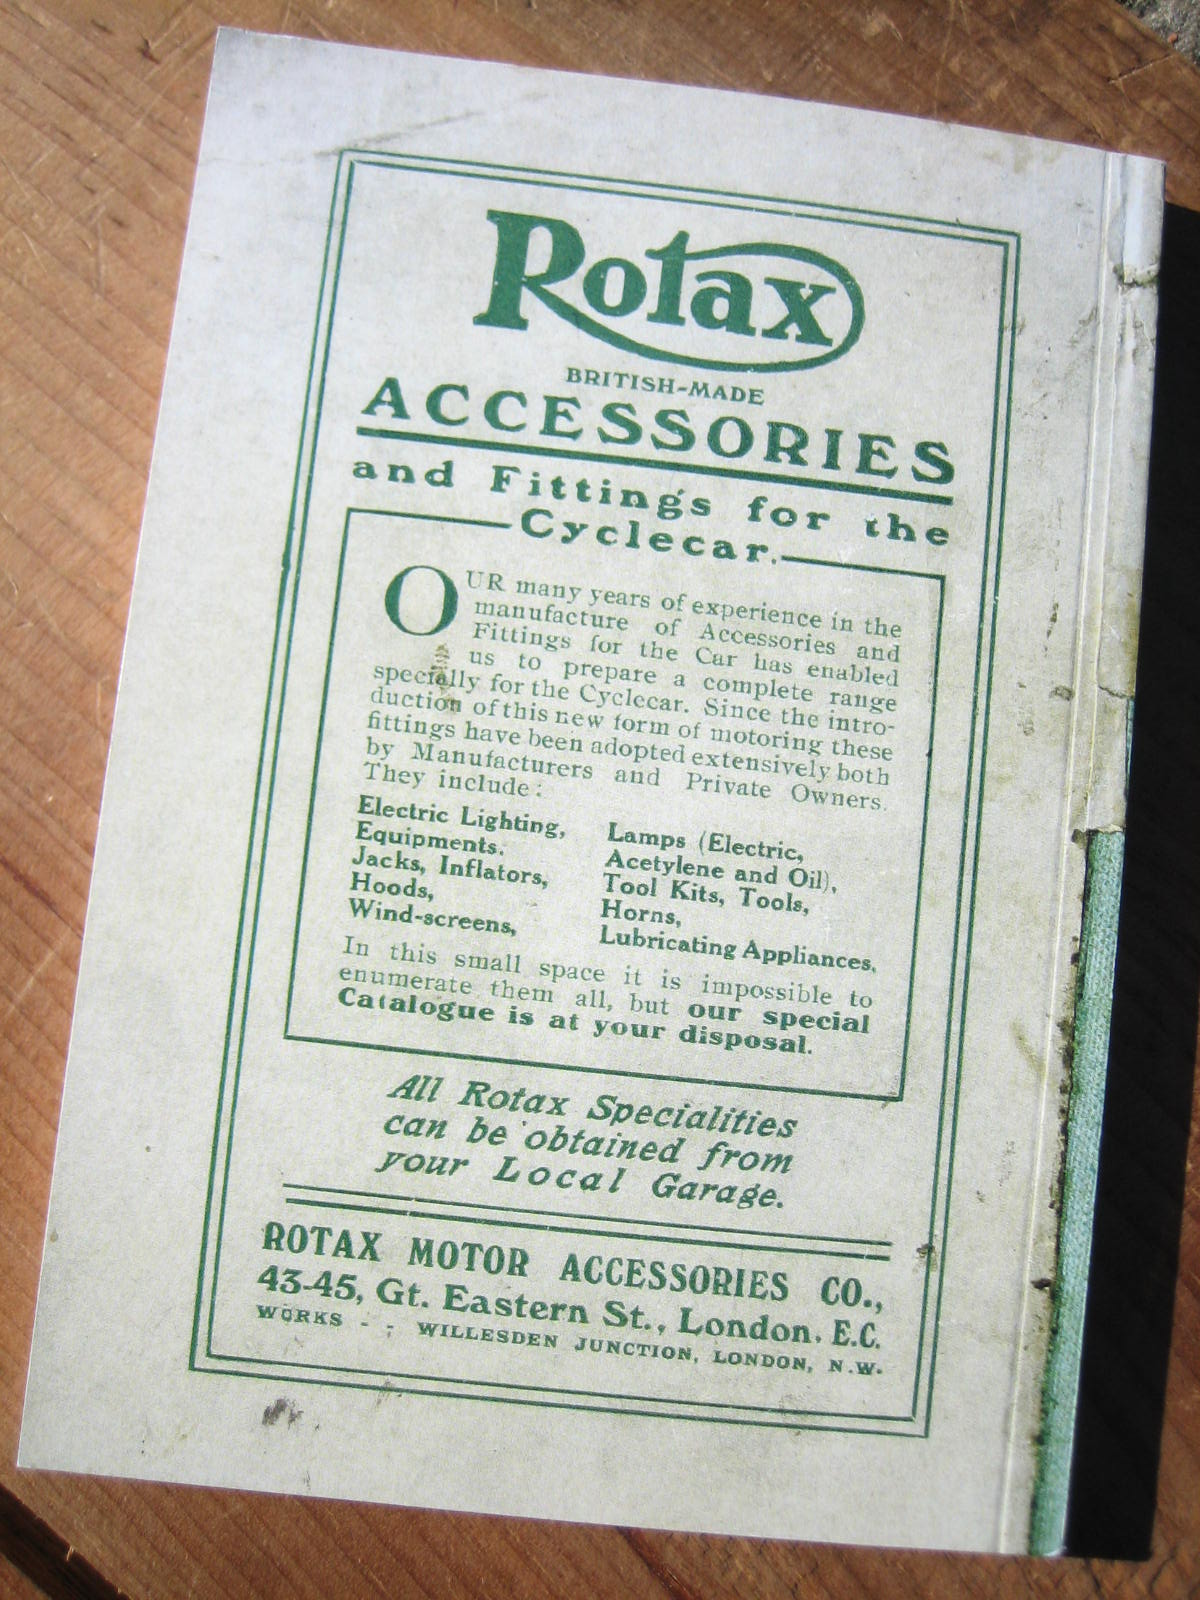 Rotax
BRITISH-MADE
ACCESSORIES
and Fittings for the
Cyclecar.
OUR many years of experience in the
manufacture of Accessories and
Fittings for the Car has enabled
us to prepare a complete range
specially for the Cyclecar. Since the intro-
duction of this new form of motoring these
fittings have been adopted extensively both
by Manufacturers and Private Owners.
They include:
Electric Lighting,
Equipments.
Jacks, Inflators,
Hoods,
Wind-screens,
Lamps (Electric,
Acetylene and Oil),
Tool Kits, Tools,
Horns,
Lubricating Appliances.
In this small space it is impossible to
enumerate them all, but our special
Catalogue is at your disposal.
All Rotax Specialities
can be obtained from
your Local Garage.
ROTAX MOTOR ACCESSORIES CO.,
43-45, Gt. Eastern St., London. E.C.
WORKS - - WILLESDEN JUNCTION, LONDON, N.W.